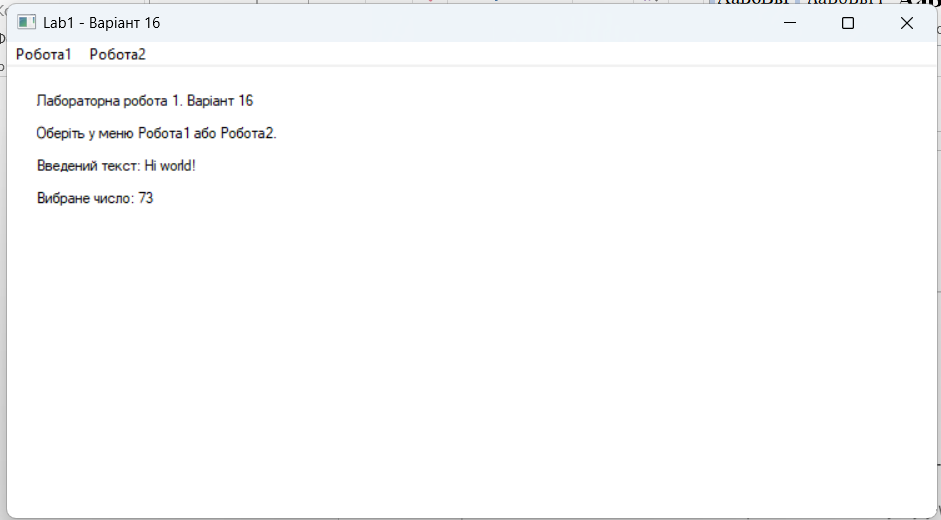 Lab1 - Варіант 16
Робота1 Робота2
Лабораторна робота 1. Варіант 16
Оберіть у меню Робота1 або Робота2.
Введений текст: Hi world!
Вибране число: 73